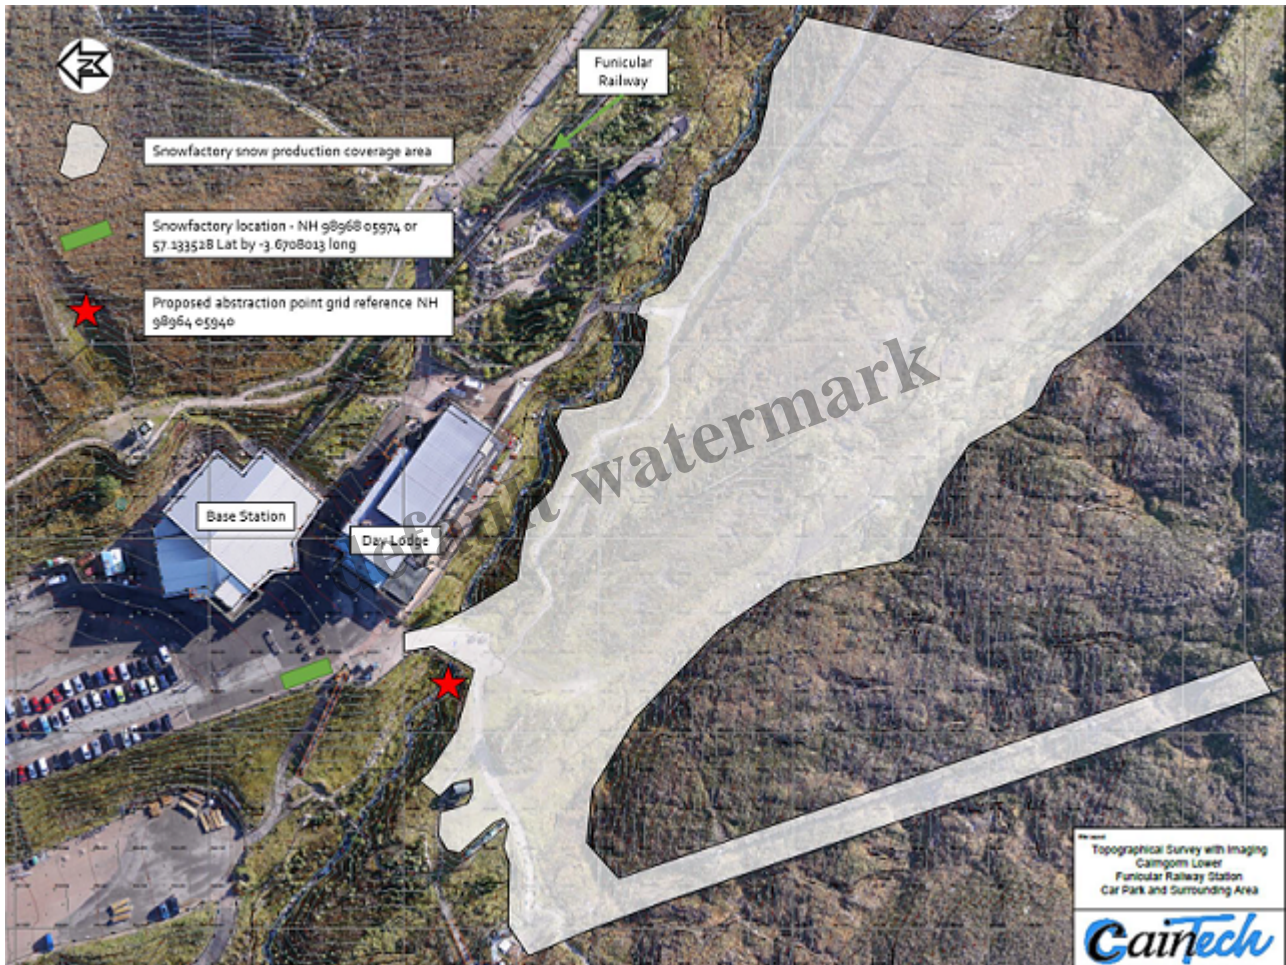 N
Funicular
Railway
Snowfactory snow production coverage area
Snowfactory location - NH 98968 05974 or
57.133528 Lat by -3.6708013 long
Proposed abstraction point grid reference NH
98964 05940
default watermark
Base Station
Day Lodge
Topographical Survey with Imaging
Cairngorm Lower
Funicular Railway Station
Car Park and Surrounding Area
CainTech